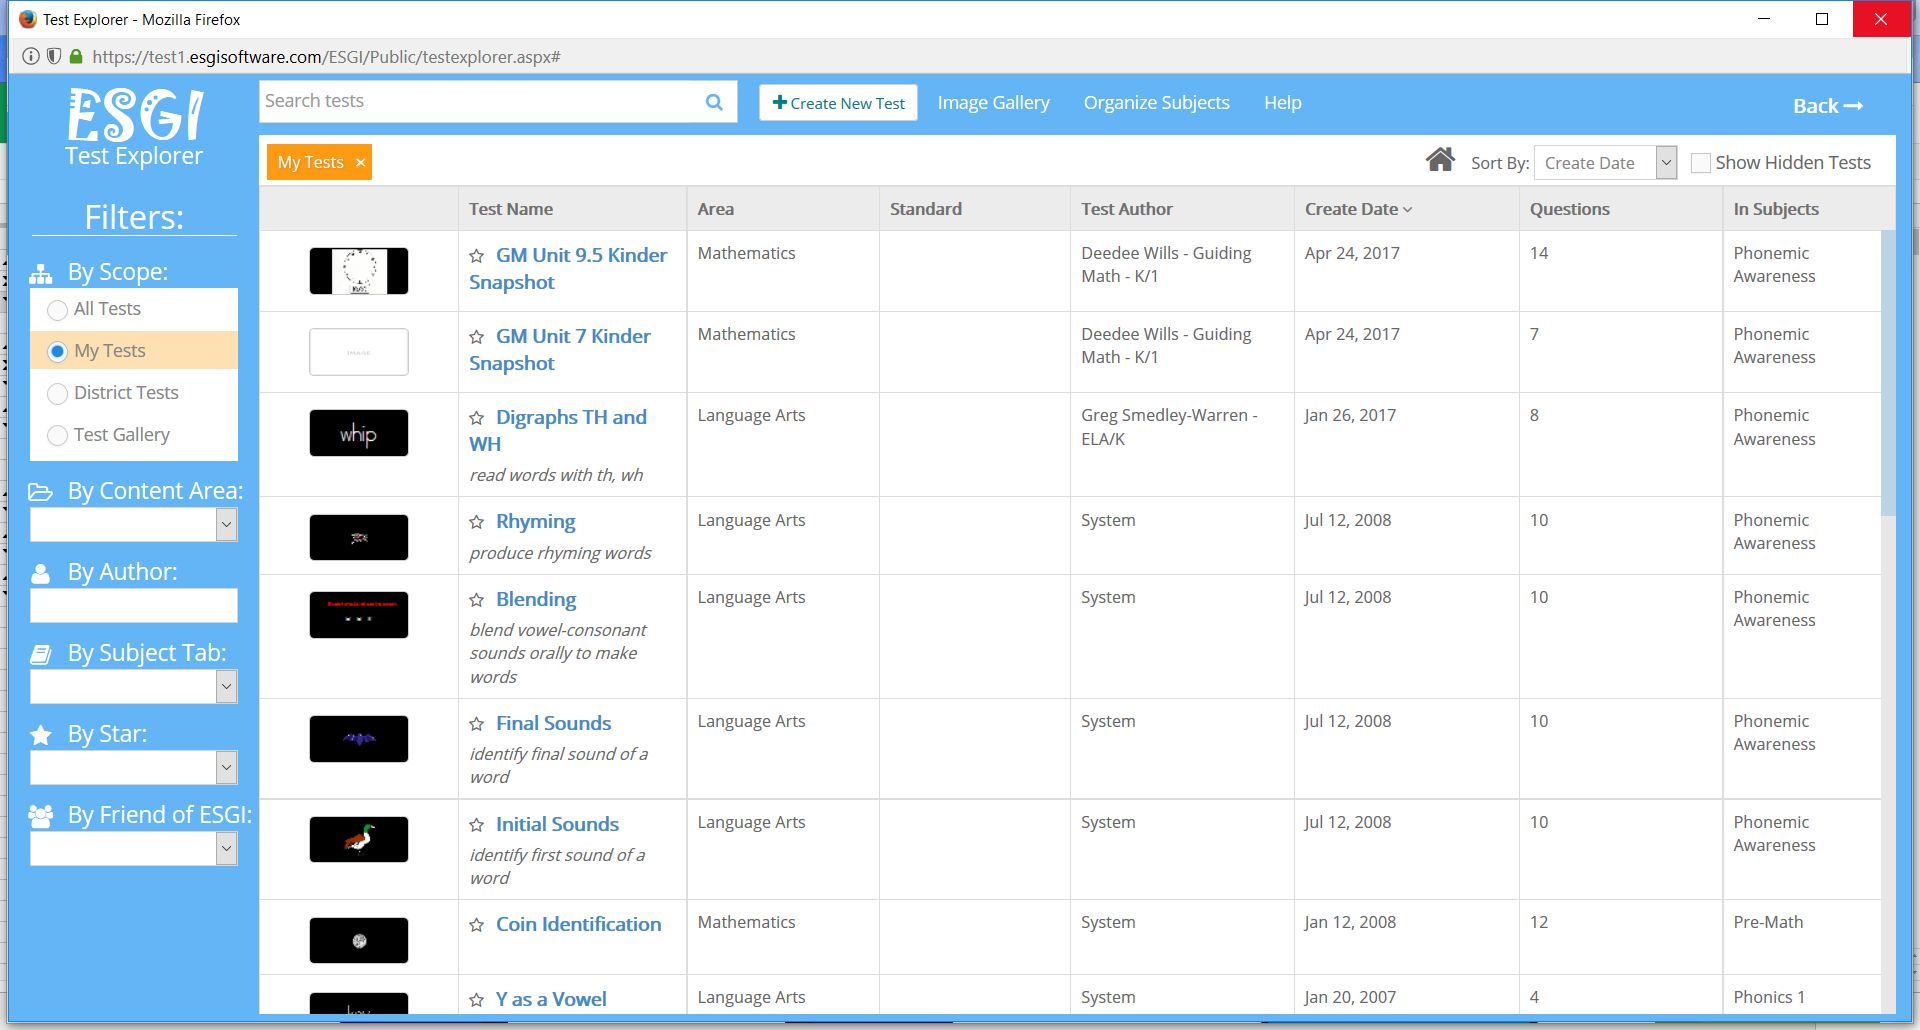 Test Explorer - Mozilla Firefox
https://test1.esgisoftware.com/ESGI/Public/testexplorer.aspx#
ESGI
Test Explorer
Search tests
Create New Test
Image Gallery
Organize Subjects
Help
Back
My Tests ×
Sort By: Create Date
Show Hidden Tests
Filters:
By Scope:
All Tests
My Tests
District Tests
Test Gallery
By Content Area:
By Author:
By Subject Tab:
By Star:
By Friend of ESGI:
Test Name Area Standard Test Author Create Date Questions In Subjects
GM Unit 9.5 Kinder Mathematics Deedee Wills - Guiding Apr 24, 2017 14 Phonemic
Snapshot Math - K/1 Awareness
IMAGE
GM Unit 7 Kinder Mathematics Deedee Wills - Guiding Apr 24, 2017 7 Phonemic
Snapshot Math - K/1 Awareness
whip
Digraphs TH and Language Arts Greg Smedley-Warren - Jan 26, 2017 8 Phonemic
WH ELA/K Awareness
read words with th, wh
Rhyming Language Arts System Jul 12, 2008 10 Phonemic
produce rhyming words Awareness
Blending Language Arts System Jul 12, 2008 10 Phonemic
blend vowel-consonant Awareness
sounds orally to make
words
Final Sounds Language Arts System Jul 12, 2008 10 Phonemic
identify final sound of a Awareness
word
Initial Sounds Language Arts System Jul 12, 2008 10 Phonemic
identify first sound of a Awareness
word
Coin Identification Mathematics System Jan 12, 2008 12 Pre-Math
Y as a Vowel Language Arts System Jan 20, 2007 4 Phonics 1